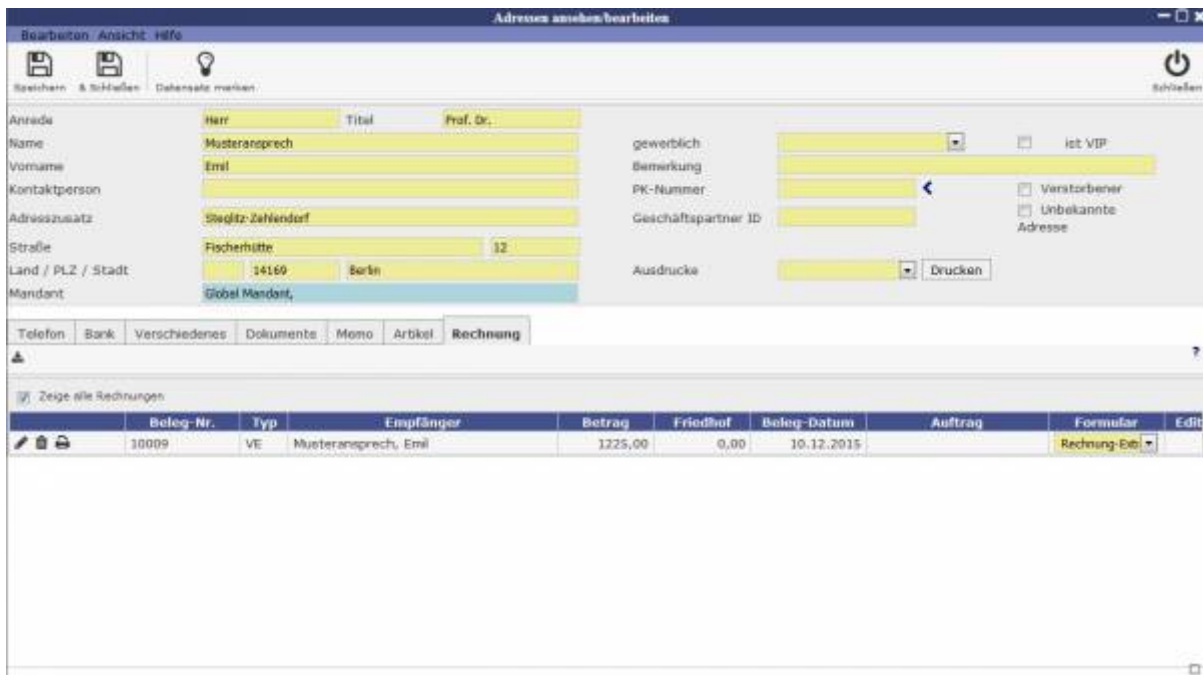 Adressen ansehen/bearbeiten
Bearbeiten Ansicht Hilfe
Speichern & Schließen Datensatz merken Schließen
Anrede Herr Titel Prof. Dr.
Name Musteransprech gewerblich ist VIP
Vorname Emil Bemerkung
Kontaktperson PK-Nummer Verstorbener
Adresszusatz Steglitz-Zehlendorf Geschäftspartner ID Unbekannte Adresse
Straße Fischerhütte 12
Land / PLZ / Stadt 14169 Berlin Ausdrucke Drucken
Mandant Global Mandant,
Telefon Bank Verschiedenes Dokumente Memo Artikel Rechnung
?
Zeige alle Rechnungen
Beleg-Nr. Typ Empfänger Betrag Friedhof Beleg-Datum Auftrag Formular Edit
10009 VE Musteransprech, Emil 1225,00 0,00 10.12.2015 Rechnung-Ext